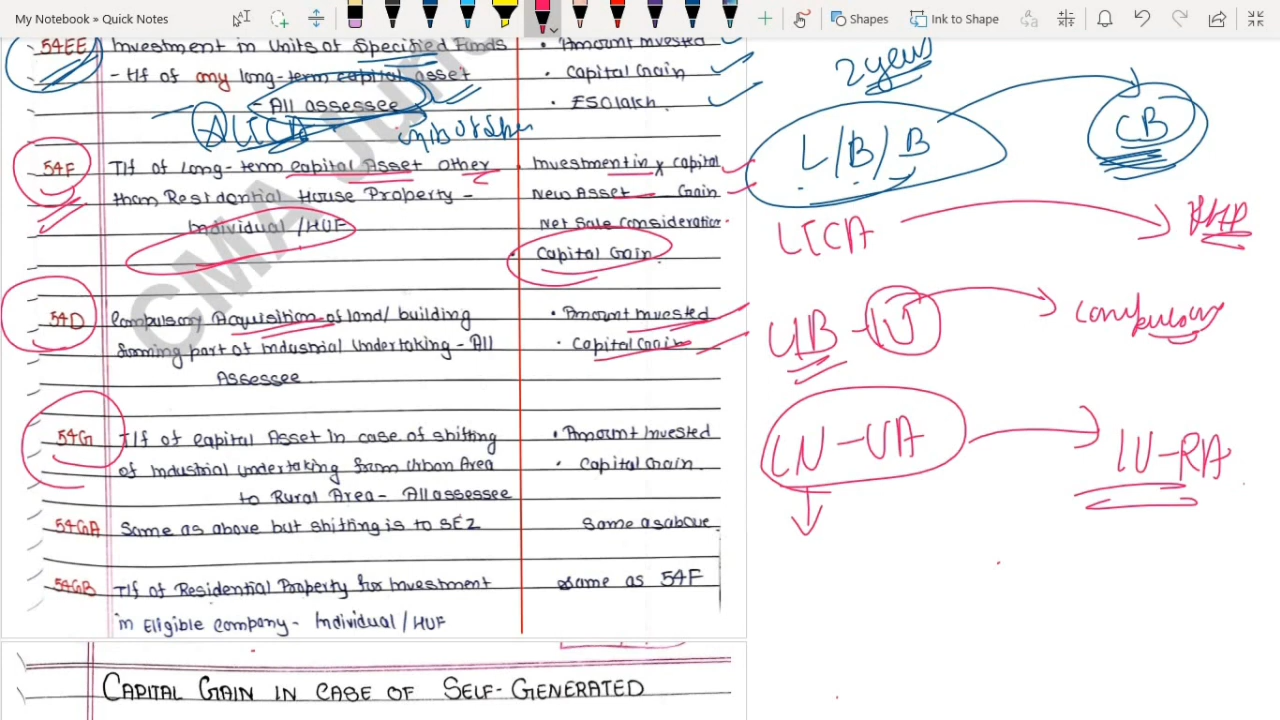 My Notebook » Quick Notes
Shapes
Ink to Shape
54EE Investment in Units of Specified Funds • Amount Invested
- T/f of any long-term capital asset • Capital Gain
- All assessee • ₹50lakh
2 years
L/B/B
CB
54F T/f of long-term capital Asset other • Investment in x capital
than Residential House Property - New Asset Gain
Individual/HUF Net Sale Consideration
• Capital Gain.
LTCA
54D Compulsory Acquisition of land/ building • Amount Invested
forming part of Industrial Undertaking - All • Capital Gain
Assessee.
L/B - IU
compulsory
54G T/f of Capital Asset in case of shifting • Amount Invested
of Industrial undertaking from Urban Area • Capital Gain.
to Rural Area - All assessee
- UA
IU-RA
54GA Same as above but shifting is to SEZ Same as above.
54GB T/f of Residential Property for Investment Same as 54F
in Eligible Company - Individual/HUF
CAPITAL GAIN IN CASE OF SELF-GENERATED